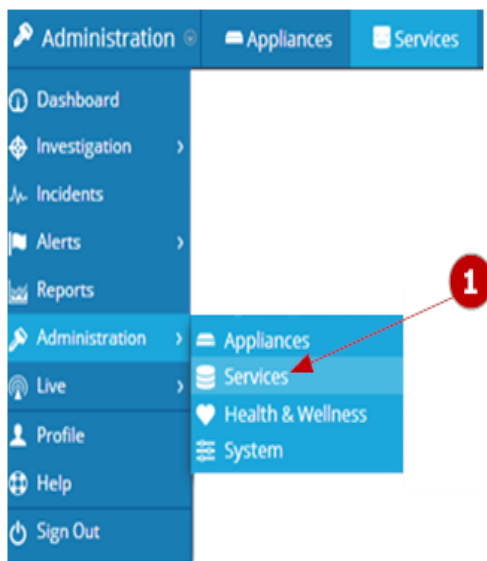 Administration Appliances Services
Dashboard
Investigation
Incidents
Alerts
Reports
1
Administration
Appliances
Services
Health & Wellness
System
Live
Profile
Help
Sign Out